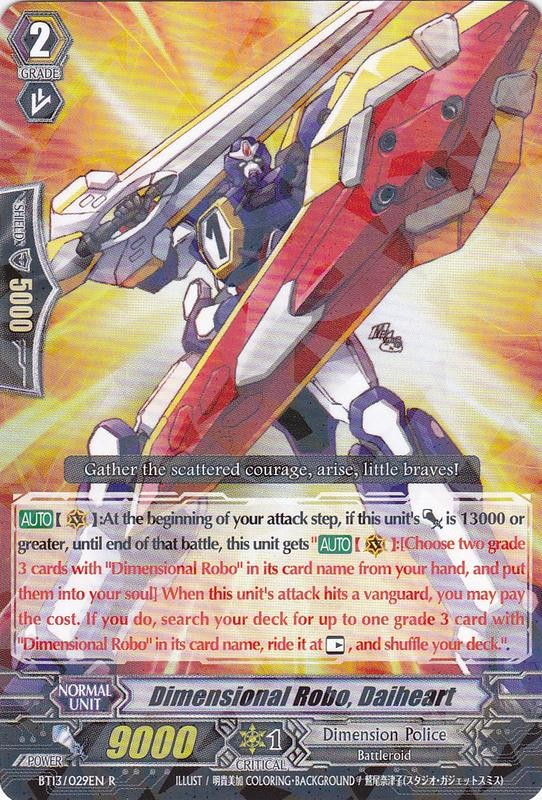 2
GRADE
SHIELD
5000
1
Gather the scattered courage, arise, little braves!
AUTO【 】:At the beginning of your attack step, if this unit's is 13000 or
greater, until end of that battle, this unit gets "AUTO【 】:[Choose two grade
3 cards with "Dimensional Robo" in its card name from your hand, and put
them into your soul] When this unit's attack hits a vanguard, you may pay
the cost. If you do, search your deck for up to one grade 3 card with
"Dimensional Robo" in its card name, ride it at , and shuffle your deck.".
NORMAL
UNIT
Dimensional Robo, Daiheart
POWER
9000
1
CRITICAL
Dimension Police
Battleroid
BT13/029EN R
ILLUST / 明貴美加 COLORING・BACKGROUND / 鷲尾奈津子(スタジオ・ガジェットスミス)